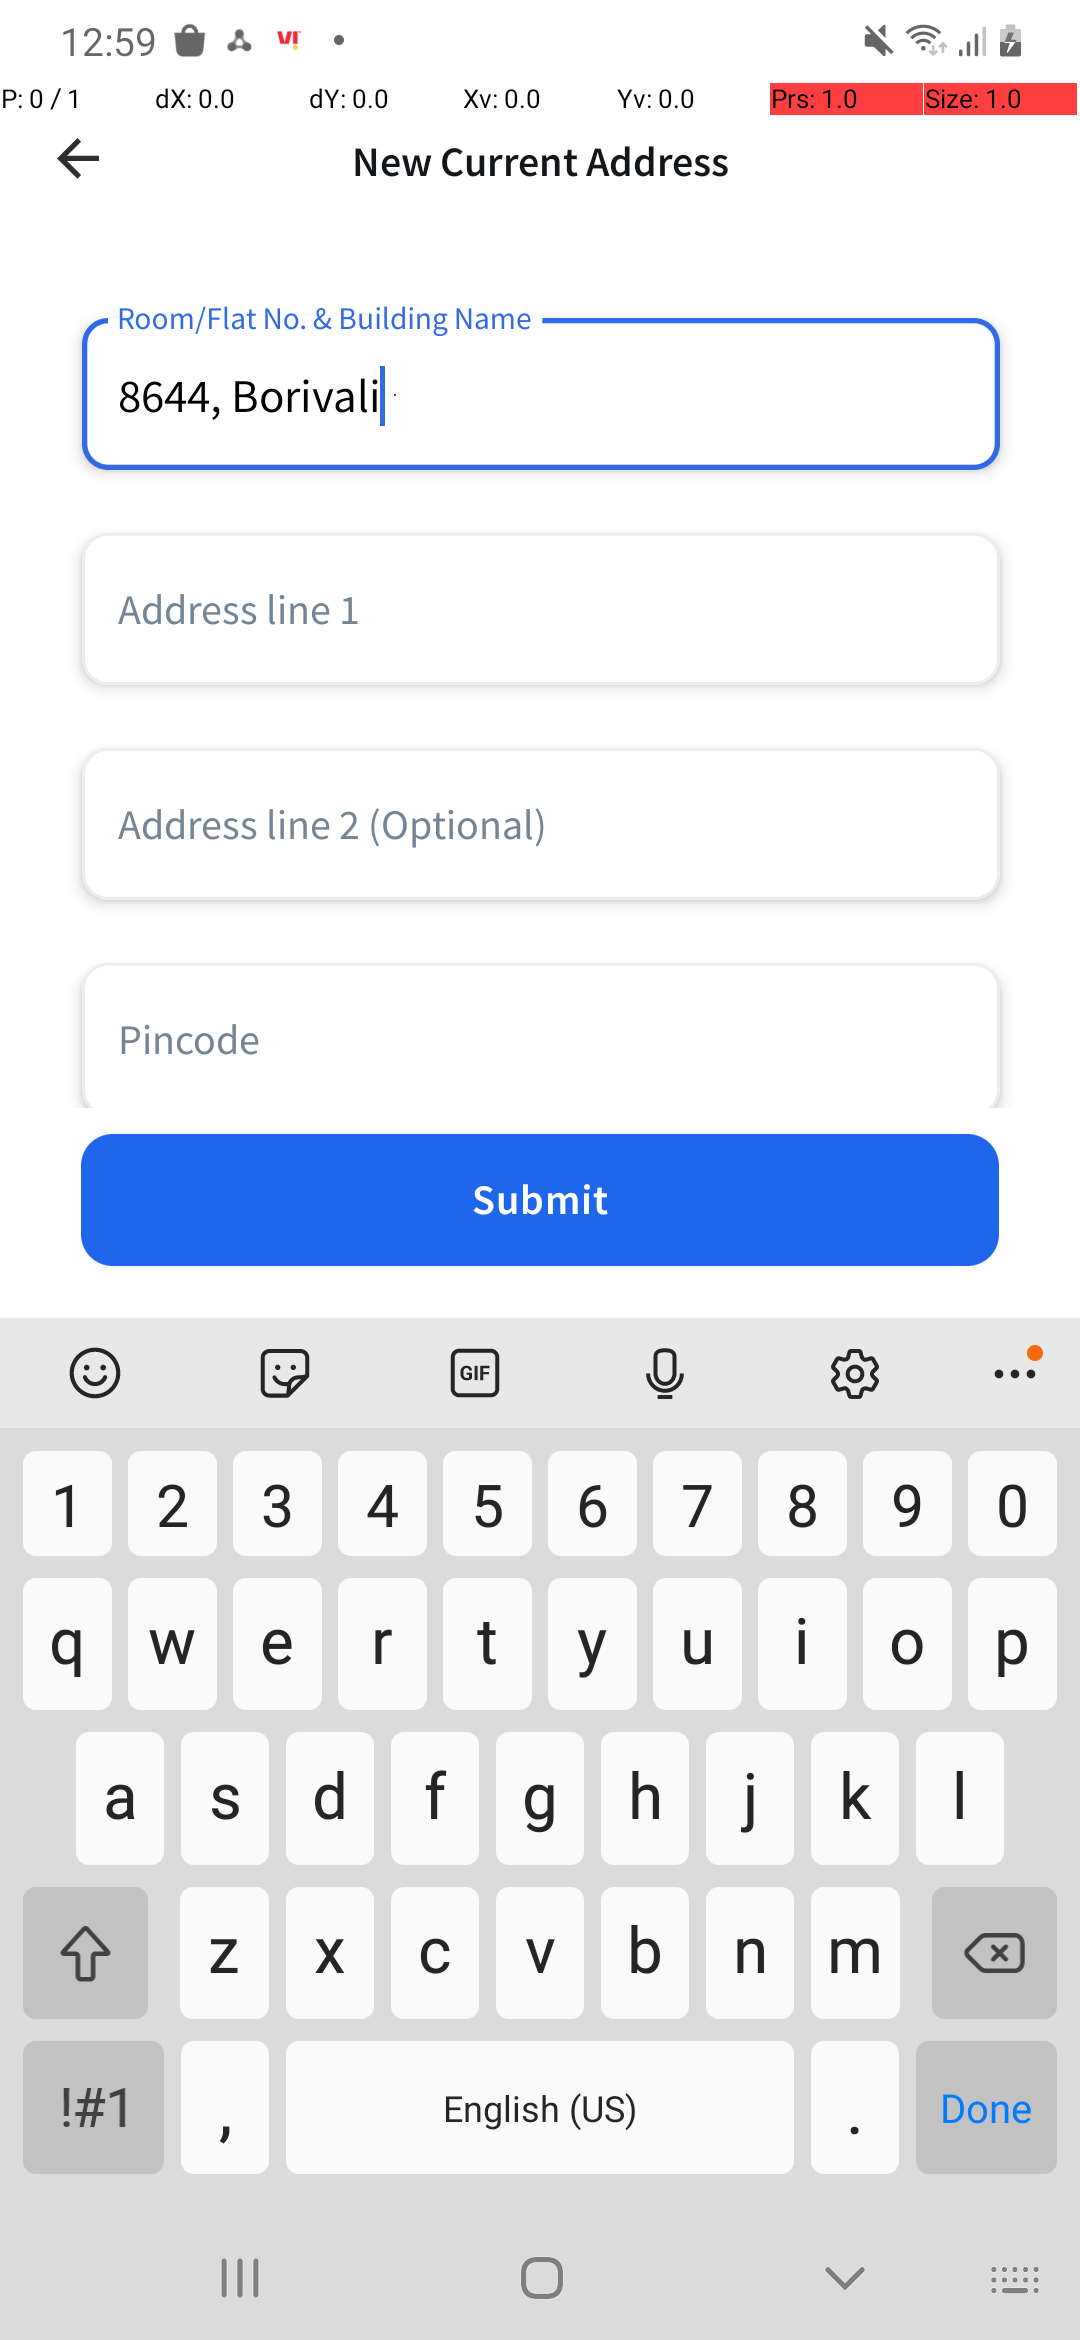 12:59
P: 0 / 1 dX: 0.0 dY: 0.0 Xv: 0.0 Yv: 0.0 Prs: 1.0 Size: 1.0
New Current Address
Room/Flat No. & Building Name
8644, Borivali
Address line 1
Address line 2 (Optional)
Pincode
Submit
GIF
1 2 3 4 5 6 7 8 9 0
q w e r t y u i o p
a s d f g h j k l
z x c v b n m
!#1 , English (US) . Done